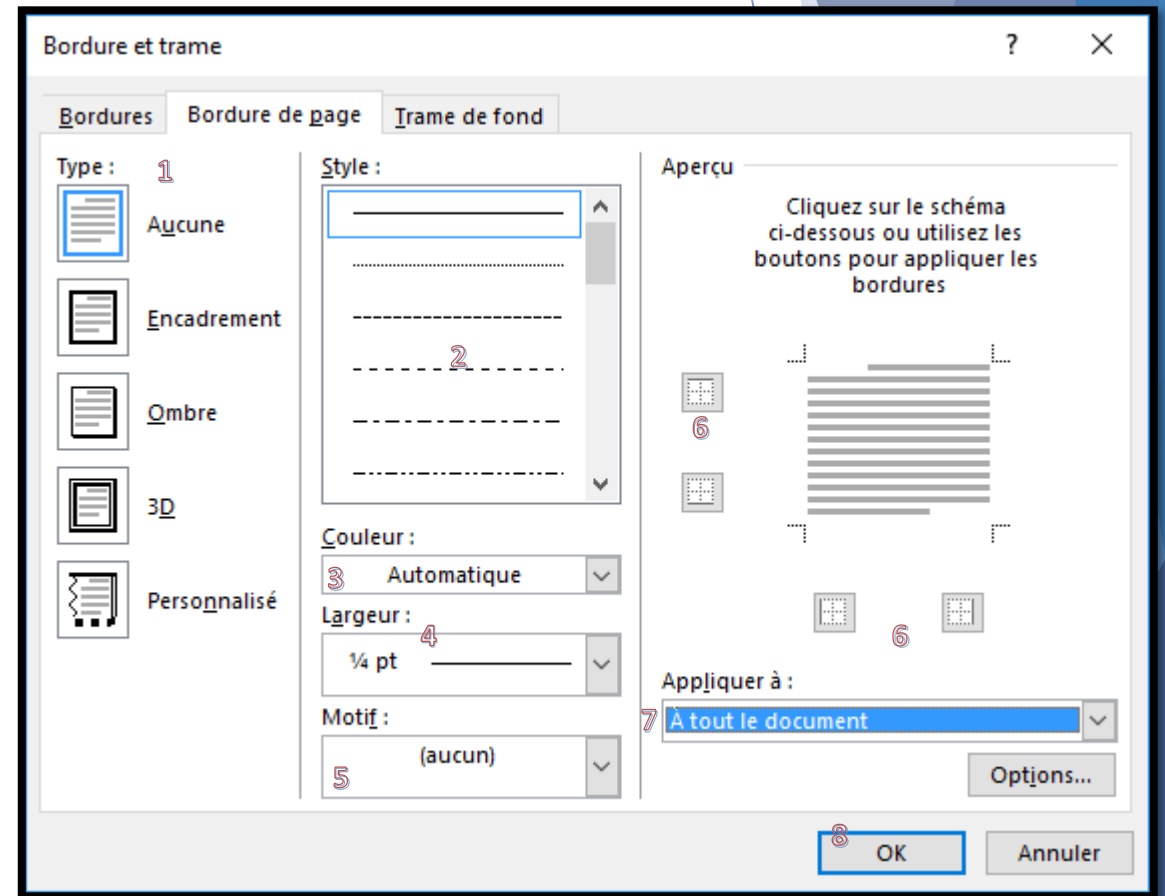 Bordure et trame
?
Bordures
Bordure de page
Trame de fond
Type :
1
Aucune
Encadrement
Ombre
3D
Personnalisé
Style :
2
Couleur :
3
Automatique
Largeur :
4
¼ pt
Motif :
(aucun)
5
Aperçu
Cliquez sur le schéma
ci-dessous ou utilisez les
boutons pour appliquer les
bordures
6
6
Appliquer à :
7
À tout le document
Options...
8
OK
Annuler